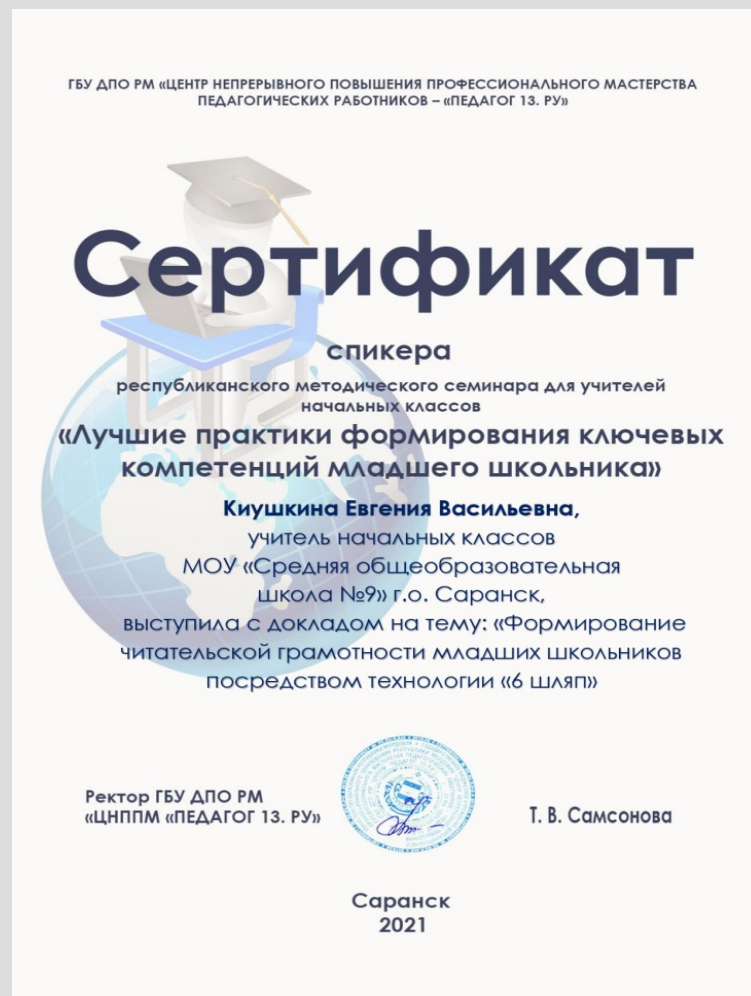 ГБУ ДПО РМ «ЦЕНТР НЕПРЕРЫВНОГО ПОВЫШЕНИЯ ПРОФЕССИОНАЛЬНОГО МАСТЕРСТВА
ПЕДАГОГИЧЕСКИХ РАБОТНИКОВ – «ПЕДАГОГ 13. РУ»
Сертификат
спикера
республиканского методического семинара для учителей
начальных классов
«Лучшие практики формирования ключевых
компетенций младшего школьника»
Киушкина Евгения Васильевна,
учитель начальных классов
МОУ «Средняя общеобразовательная
школа №9» г.о. Саранск,
выступила с докладом на тему: «Формирование
читательской грамотности младших школьников
посредством технологии «6 шляп»
Ректор ГБУ ДПО РМ
«ЦНППМ «ПЕДАГОГ 13. РУ»
Т. В. Самсонова
Саранск
2021